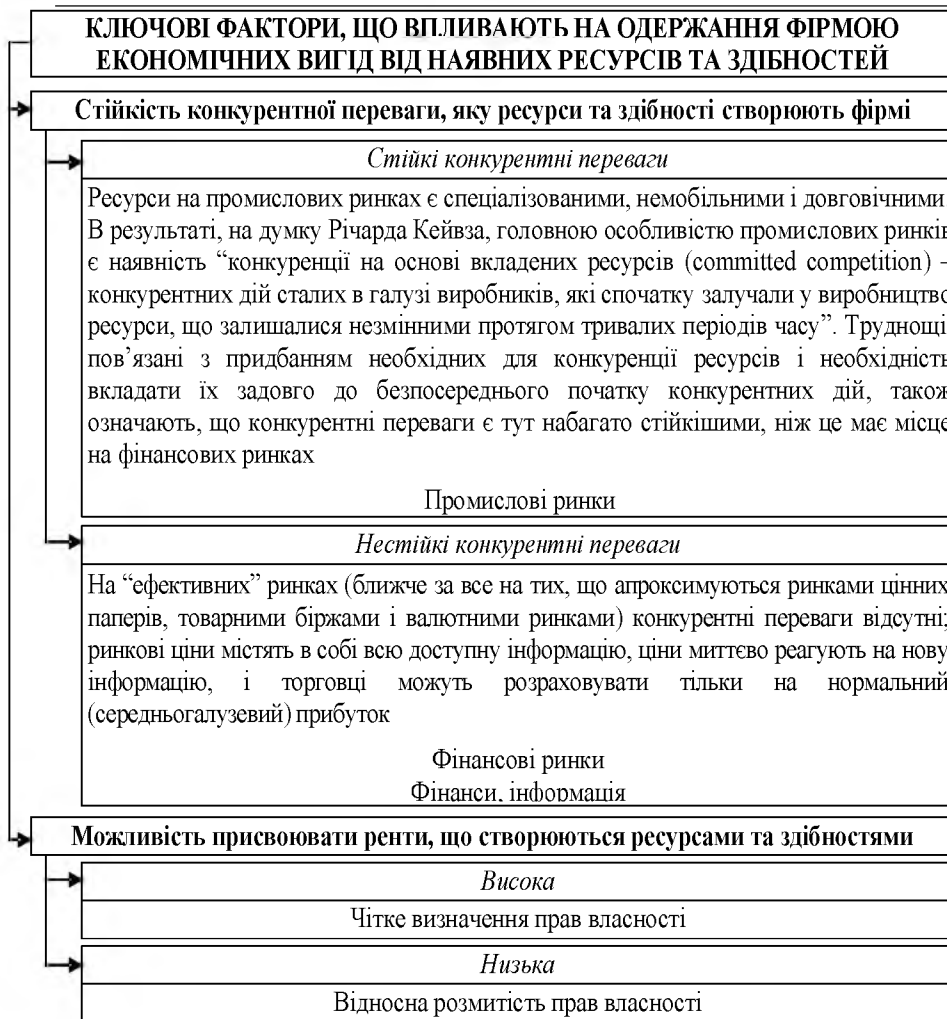 КЛЮЧОВІ ФАКТОРИ, ЩО ВПЛИВАЮТЬ НА ОДЕРЖАННЯ ФІРМОЮ
ЕКОНОМІЧНИХ ВИГІД ВІД НАЯВНИХ РЕСУРСІВ ТА ЗДІБНОСТЕЙ
Стійкість конкурентної переваги, яку ресурси та здібності створюють фірмі
Стійкі конкурентні переваги
Ресурси на промислових ринках є спеціалізованими, немобільними і довговічними
В результаті, на думку Річарда Кейвза, головною особливістю промислових ринків
є наявність “конкуренції на основі вкладених ресурсів (committed competition) –
конкурентних дій сталих в галузі виробників, які спочатку залучали у виробництво
ресурси, що залишалися незмінними протягом тривалих періодів часу”. Труднощі
пов’язані з придбанням необхідних для конкуренції ресурсів і необхідність
вкладати їх задовго до безпосереднього початку конкурентних дій, також
означають, що конкурентні переваги є тут набагато стійкішими, ніж це має місце
на фінансових ринках
Промислові ринки
Нестійкі конкурентні переваги
На “ефективних” ринках (ближче за все на тих, що апроксимуються ринками цінних
паперів, товарними біржами і валютними ринками) конкурентні переваги відсутні;
ринкові ціни містять в собі всю доступну інформацію, ціни миттєво реагують на нову
інформацію, і торговці можуть розраховувати тільки на нормальний
(середньогалузевий) прибуток
Фінансові ринки
Фінанси, інформація
Можливість присвоювати ренти, що створюються ресурсами та здібностями
Висока
Чітке визначення прав власності
Низька
Відносна розмитість прав власності